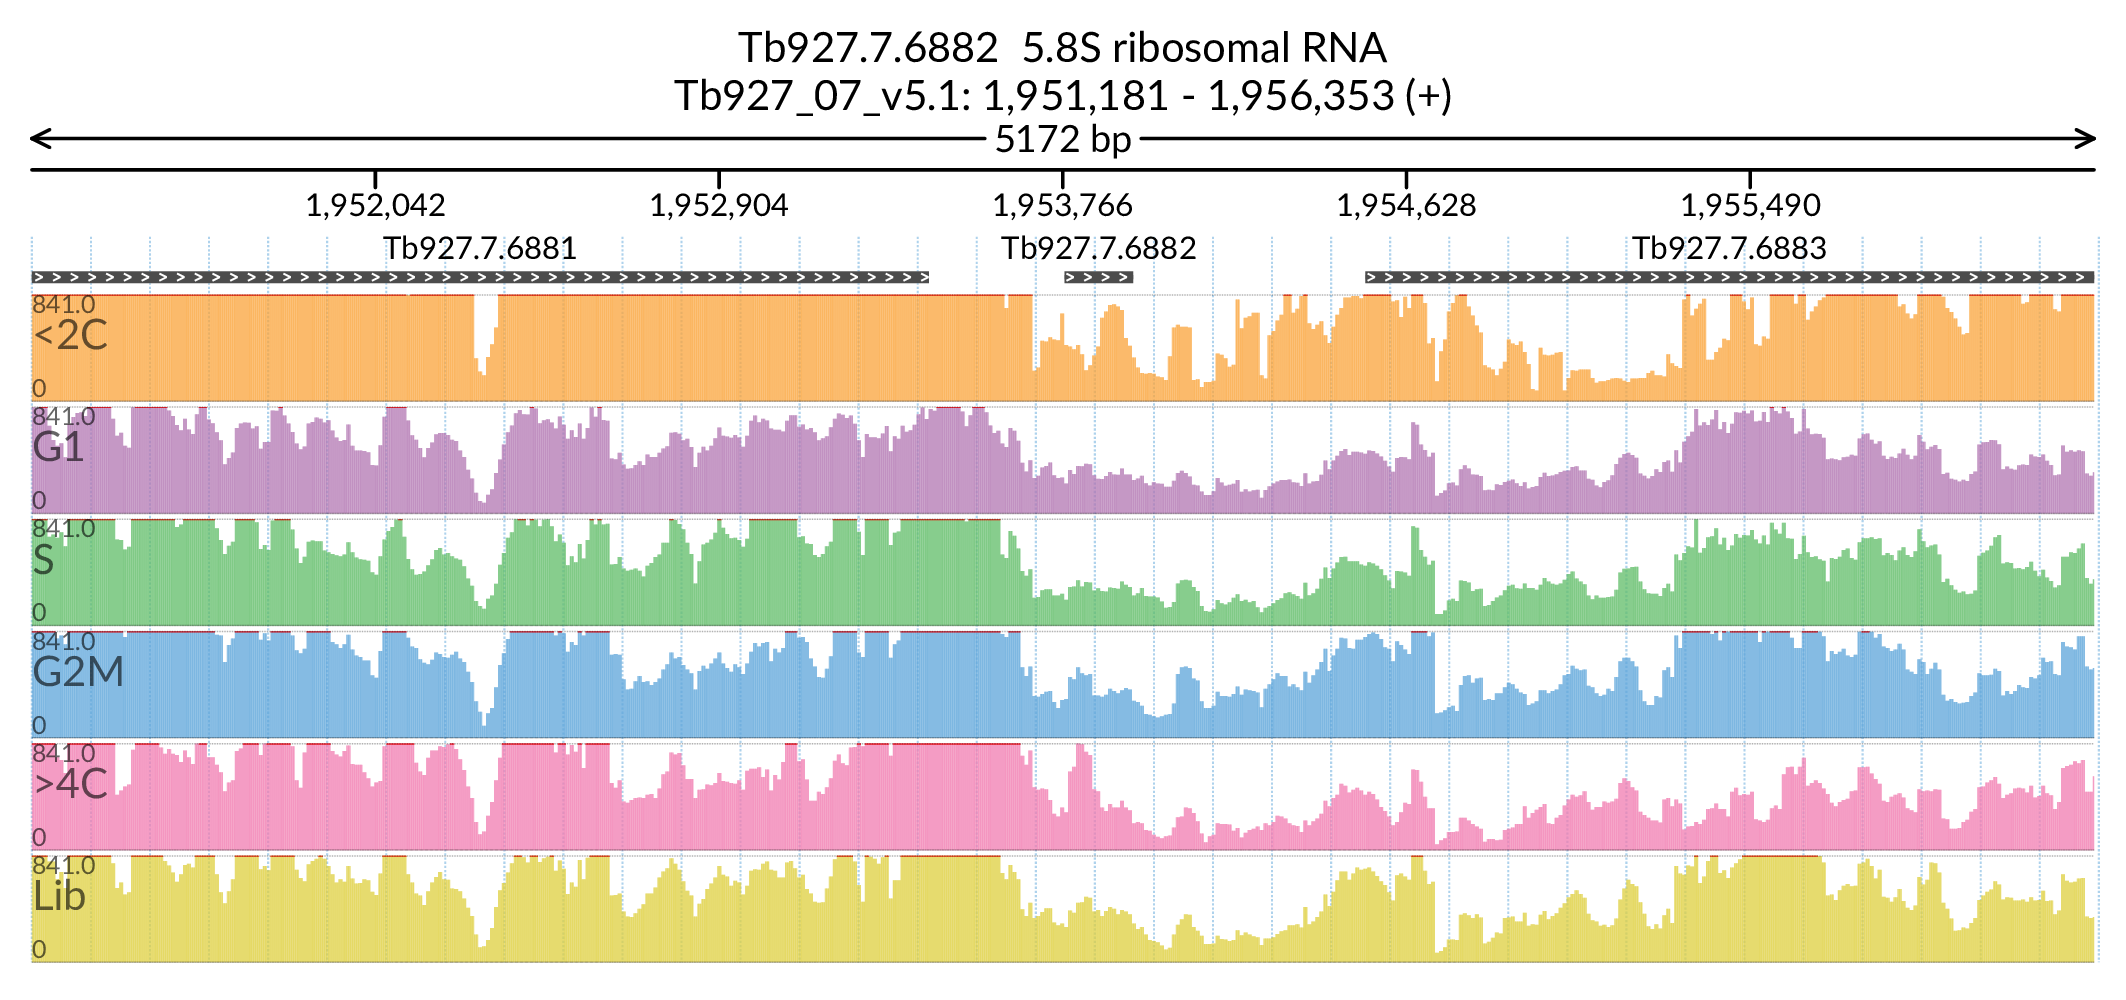 Tb927.7.6882 5.8S ribosomal RNA
Tb927_07_v5.1: 1,951,181 - 1,956,353 (+)
5172 bp
1,952,042 1,952,904 1,953,766 1,954,628 1,955,490
Tb927.7.6881 Tb927.7.6882 Tb927.7.6883
841.0
<2C
0
841.0
G1
0
841.0
S
0
841.0
G2M
0
841.0
>4C
0
841.0
Lib
0